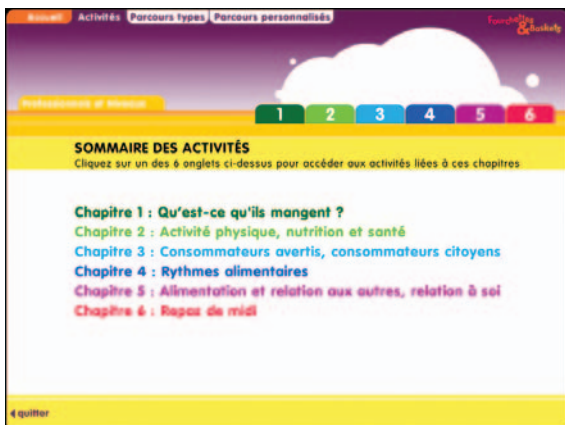 Accueil Activités Parcours types Parcours personnalisés
Fourchettes
& Baskets
Professionnels et Réseaux
1 2 3 4 5 6
SOMMAIRE DES ACTIVITÉS
Cliquez sur un des 6 onglets ci-dessus pour accéder aux activités liées à ces chapitres
Chapitre 1 : Qu'est-ce qu'ils mangent ?
Chapitre 2 : Activité physique, nutrition et santé
Chapitre 3 : Consommateurs avertis, consommateurs citoyens
Chapitre 4 : Rythmes alimentaires
Chapitre 5 : Alimentation et relation aux autres, relation à soi
Chapitre 6 : Repas de midi
quitter